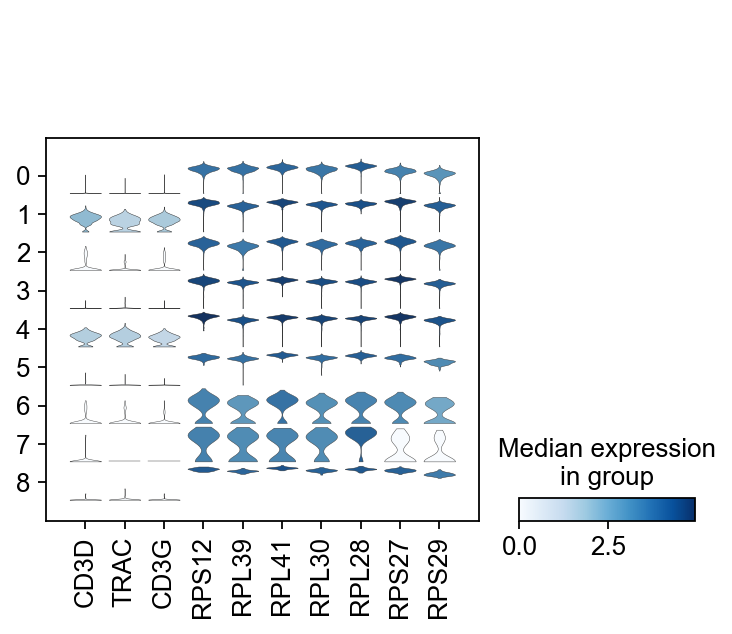 0
1
2
3
4
5
6
7
8
CD3D
TRAC
CD3G
RPS12
RPL39
RPL41
RPL30
RPL28
RPS27
RPS29
Median expression
in group
0.0 2.5